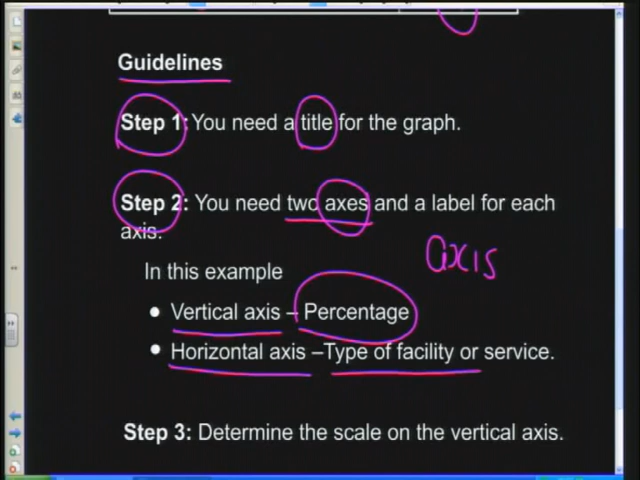 Guidelines
Step 1: You need a title for the graph.
Step 2: You need two axes and a label for each
axis.
axis
In this example
• Vertical axis – Percentage
• Horizontal axis –Type of facility or service.
Step 3: Determine the scale on the vertical axis.